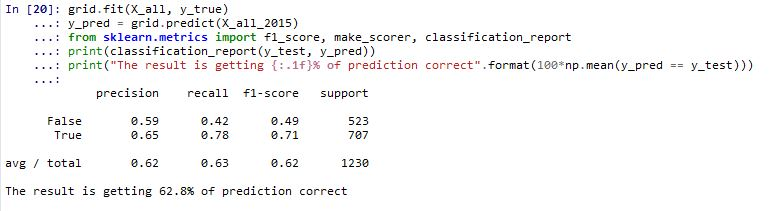 In [20]: grid.fit(X_all, y_true)
...: y_pred = grid.predict(X_all_2015)
...: from sklearn.metrics import f1_score, make_scorer, classification_report
...: print(classification_report(y_test, y_pred))
...: print("The result is getting {:.1f}% of prediction correct".format(100*np.mean(y_pred == y_test)))
...:
precision recall f1-score support
False 0.59 0.42 0.49 523
True 0.65 0.78 0.71 707
avg / total 0.62 0.63 0.62 1230
The result is getting 62.8% of prediction correct